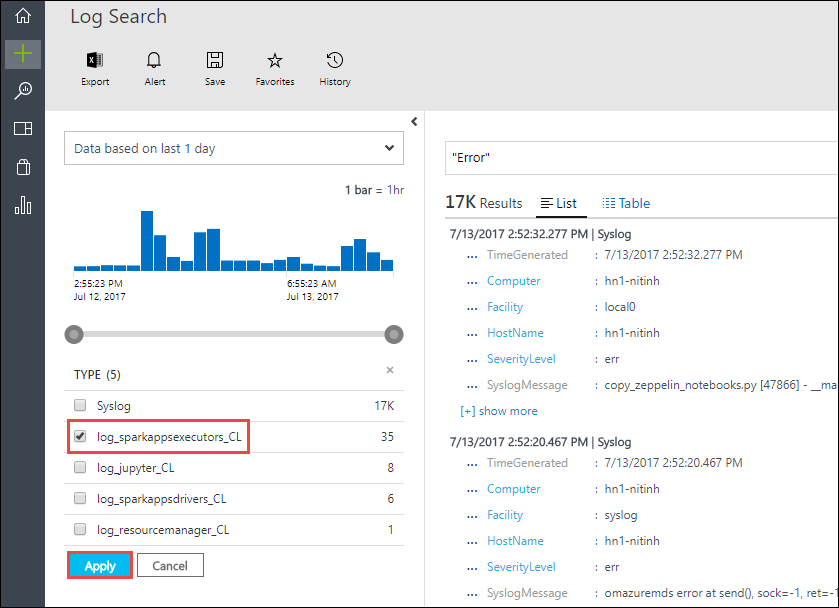 Log Search
Export
Alert
Save
Favorites
History
Data based on last 1 day
1 bar = 1hr
2:55:23 PM
Jul 12, 2017
6:55:23 AM
Jul 13, 2017
TYPE (5)
Syslog 17K
log_sparkappsexecutors_CL 35
log_jupyter_CL 8
log_sparkappsdrivers_CL 6
log_resourcemanager_CL 1
Apply
Cancel
"Error"
17K Results
List
Table
7/13/2017 2:52:32.277 PM | Syslog
... TimeGenerated : 7/13/2017 2:52:32.277 PM
... Computer : hn1-nitinh
... Facility : local0
... HostName : hn1-nitinh
... SeverityLevel : err
... SyslogMessage : copy_zeppelin_notebooks.py [47866] - __ma
[+] show more
7/13/2017 2:52:20.467 PM | Syslog
... TimeGenerated : 7/13/2017 2:52:20.467 PM
... Computer : hn1-nitinh
... Facility : syslog
... HostName : hn1-nitinh
... SeverityLevel : err
... SyslogMessage : omazuremds error at send(), sock=-1, ret=-1